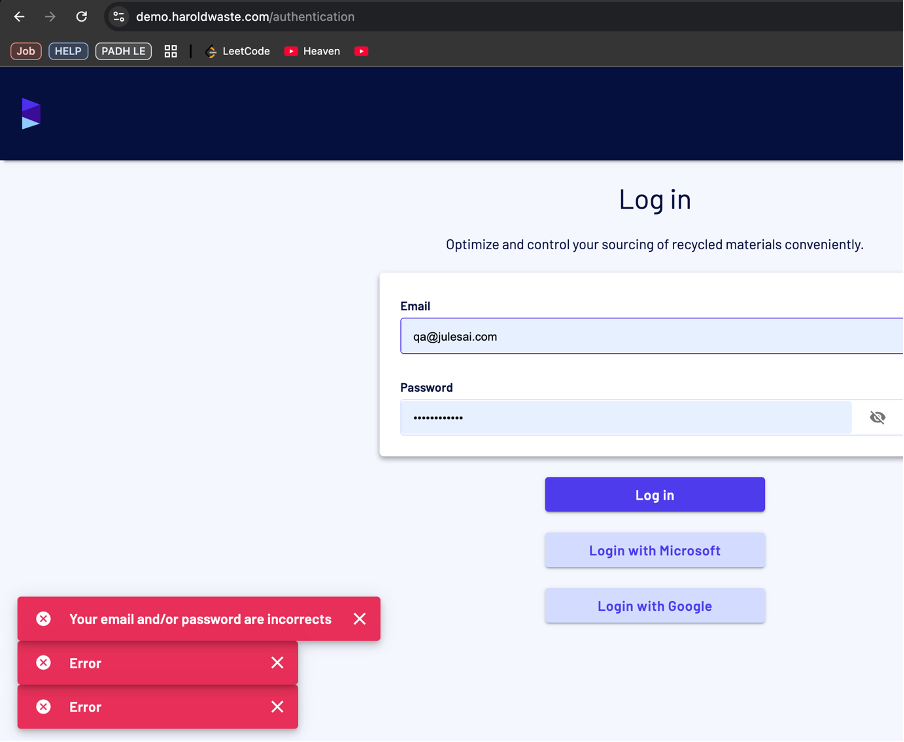 demo.haroldwaste.com/authentication
Job HELP PADH LE LeetCode Heaven
Log in
Optimize and control your sourcing of recycled materials conveniently.
Email
qa@julesai.com
Password
••••••••••••
Log in
Login with Microsoft
Login with Google
Your email and/or password are incorrects
Error
Error